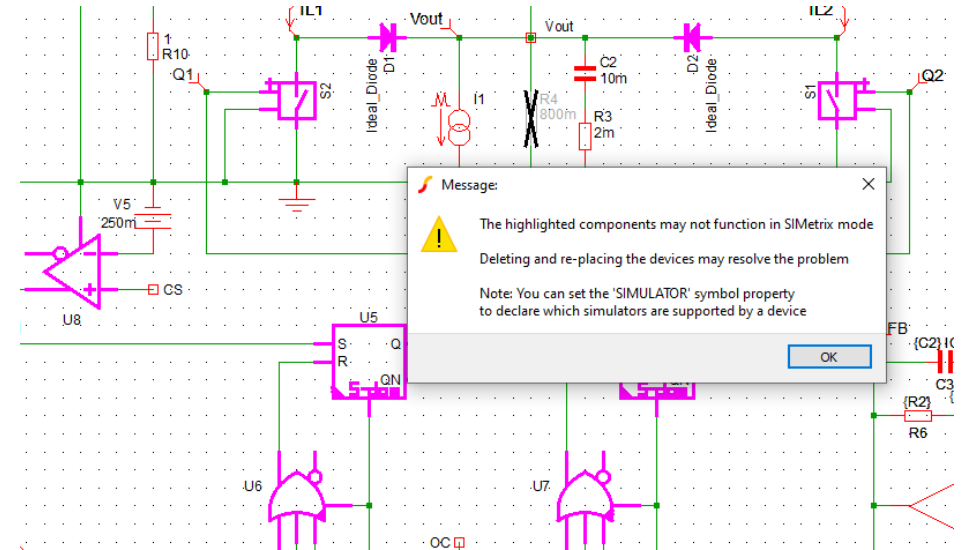 IL1
IL2
Vout
Vout
1
R10
Q1
S2
D1
Ideal_Diode
I1
R4
800m
C2
10m
R3
2m
D2
Ideal_Diode
S1
Q2
V5
250m
CS
U8
Message:
The highlighted components may not function in SIMetrix mode
Deleting and re-placing the devices may resolve the problem
Note: You can set the 'SIMULATOR' symbol property
to declare which simulators are supported by a device
OK
U5
S
Q
R
QN
QN
FB
{C2}
C3
{R2}
R6
U6
U7
OC